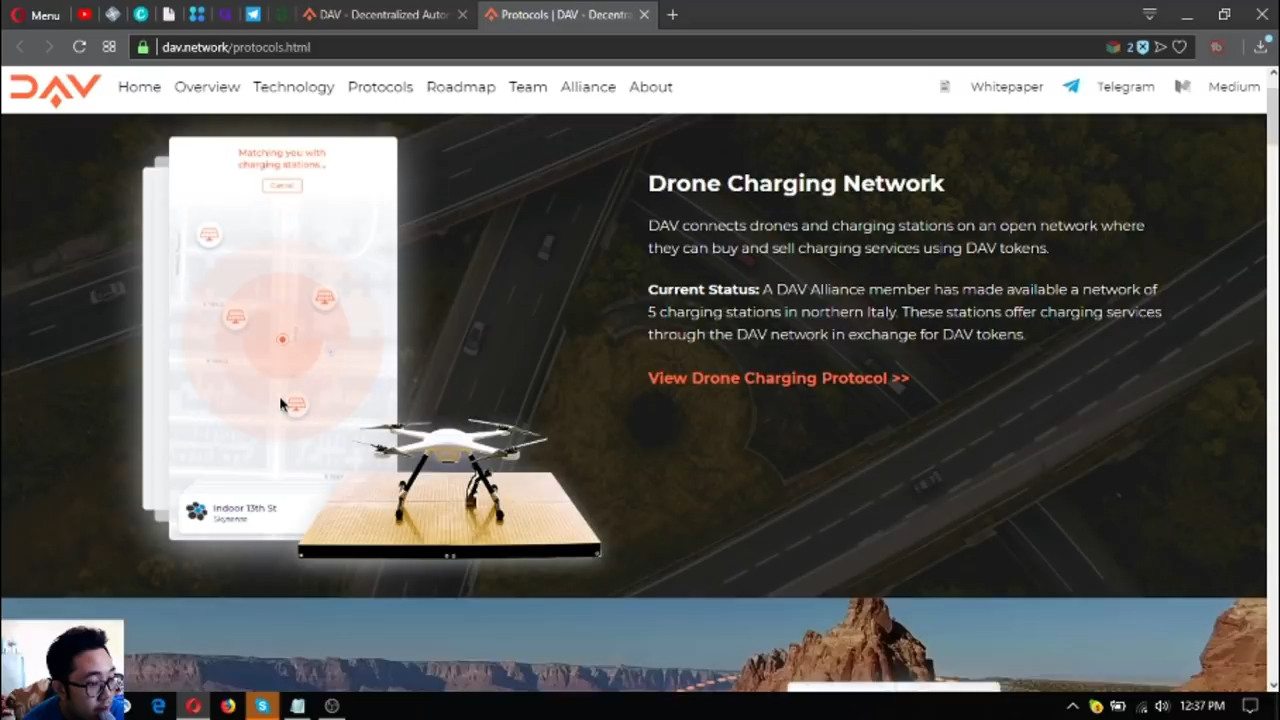 Menu
DAV - Decentralized Auton
Protocols | DAV - Decentra
dav.network/protocols.html
2
DAV
Home
Overview
Technology
Protocols
Roadmap
Team
Alliance
About
Whitepaper
Telegram
Medium
Matching you with
charging stations...
Cancel
Drone Charging Network
DAV connects drones and charging stations on an open network where
they can buy and sell charging services using DAV tokens.
Current Status: A DAV Alliance member has made available a network of
5 charging stations in northern Italy. These stations offer charging services
through the DAV network in exchange for DAV tokens.
View Drone Charging Protocol >>
Indoor 13th St
Skysense
12:37 PM